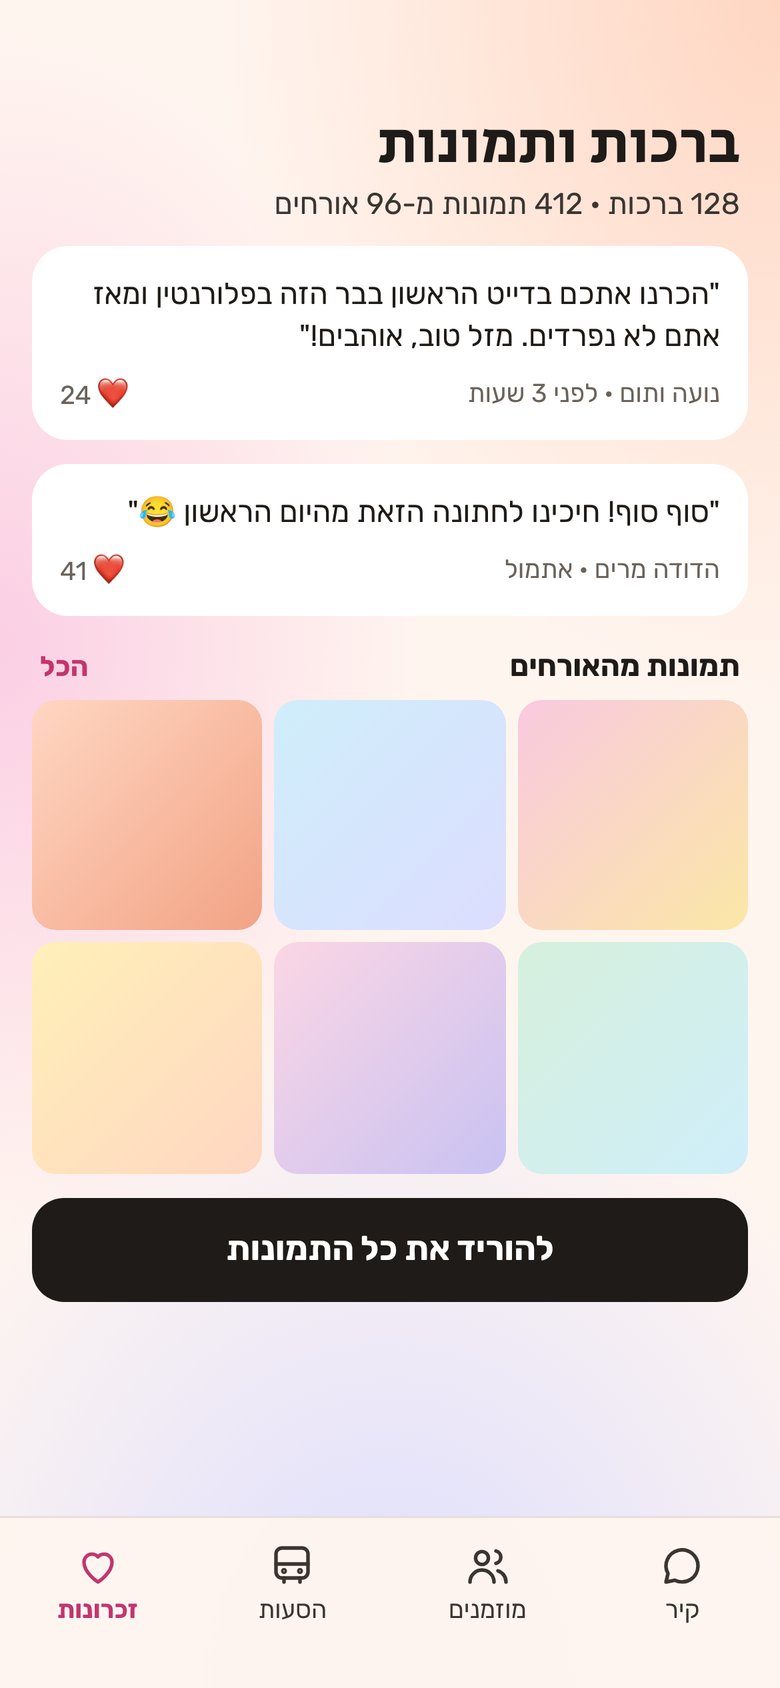 ברכות ותמונות
128 ברכות • 412 תמונות מ-96 אורחים
"הכרנו אתכם בדייט הראשון בבר הזה בפלורנטין ומאז
אתם לא נפרדים. מזל טוב, אוהבים!"
נועה ותום • לפני 3 שעות
❤️ 24
"סוף סוף! חיכינו לחתונה הזאת מהיום הראשון 😂"
הדודה מרים • אתמול
❤️ 41
תמונות מהאורחים
הכל
להוריד את כל התמונות
קיר
מוזמנים
הסעות
זכרונות